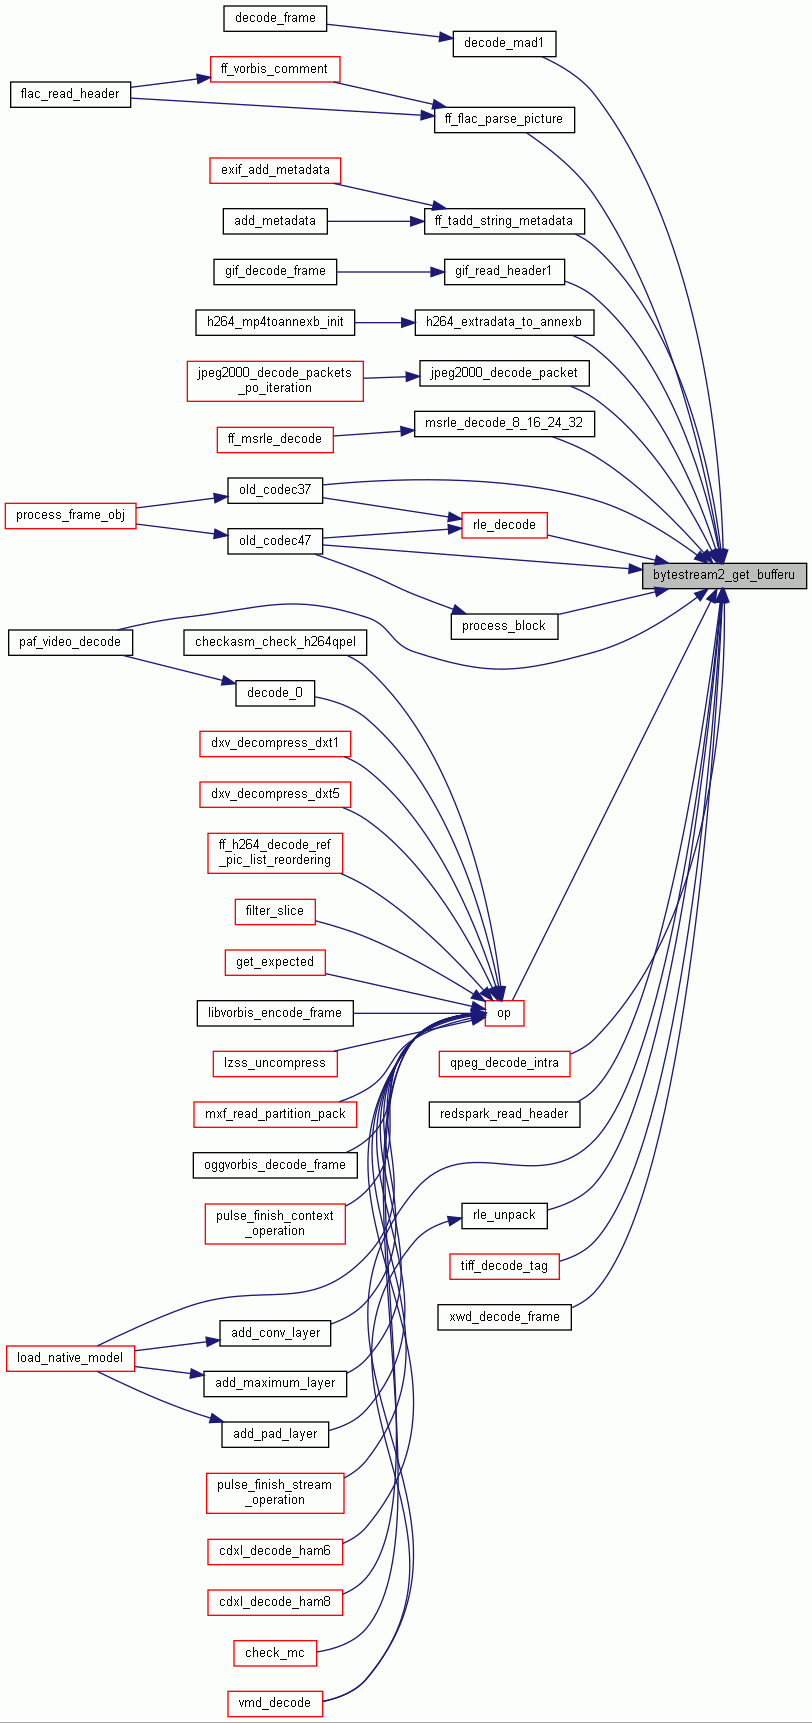 decode_frame
decode_mad1
ff_vorbis_comment
flac_read_header
ff_flac_parse_picture
exif_add_metadata
add_metadata
ff_tadd_string_metadata
gif_decode_frame
gif_read_header1
h264_mp4toannexb_init
h264_extradata_to_annexb
jpeg2000_decode_packets
_po_iteration
jpeg2000_decode_packet
msrle_decode_8_16_24_32
ff_msrle_decode
old_codec37
process_frame_obj
rle_decode
old_codec47
bytestream2_get_bufferu
process_block
paf_video_decode
checkasm_check_h264qpel
decode_0
dxv_decompress_dxt1
dxv_decompress_dxt5
ff_h264_decode_ref
_pic_list_reordering
filter_slice
get_expected
libvorbis_encode_frame
op
lzss_uncompress
qpeg_decode_intra
mxf_read_partition_pack
redspark_read_header
oggvorbis_decode_frame
pulse_finish_context
_operation
rle_unpack
tiff_decode_tag
xwd_decode_frame
add_conv_layer
load_native_model
add_maximum_layer
add_pad_layer
pulse_finish_stream
_operation
cdxl_decode_ham6
cdxl_decode_ham8
check_mc
vmd_decode